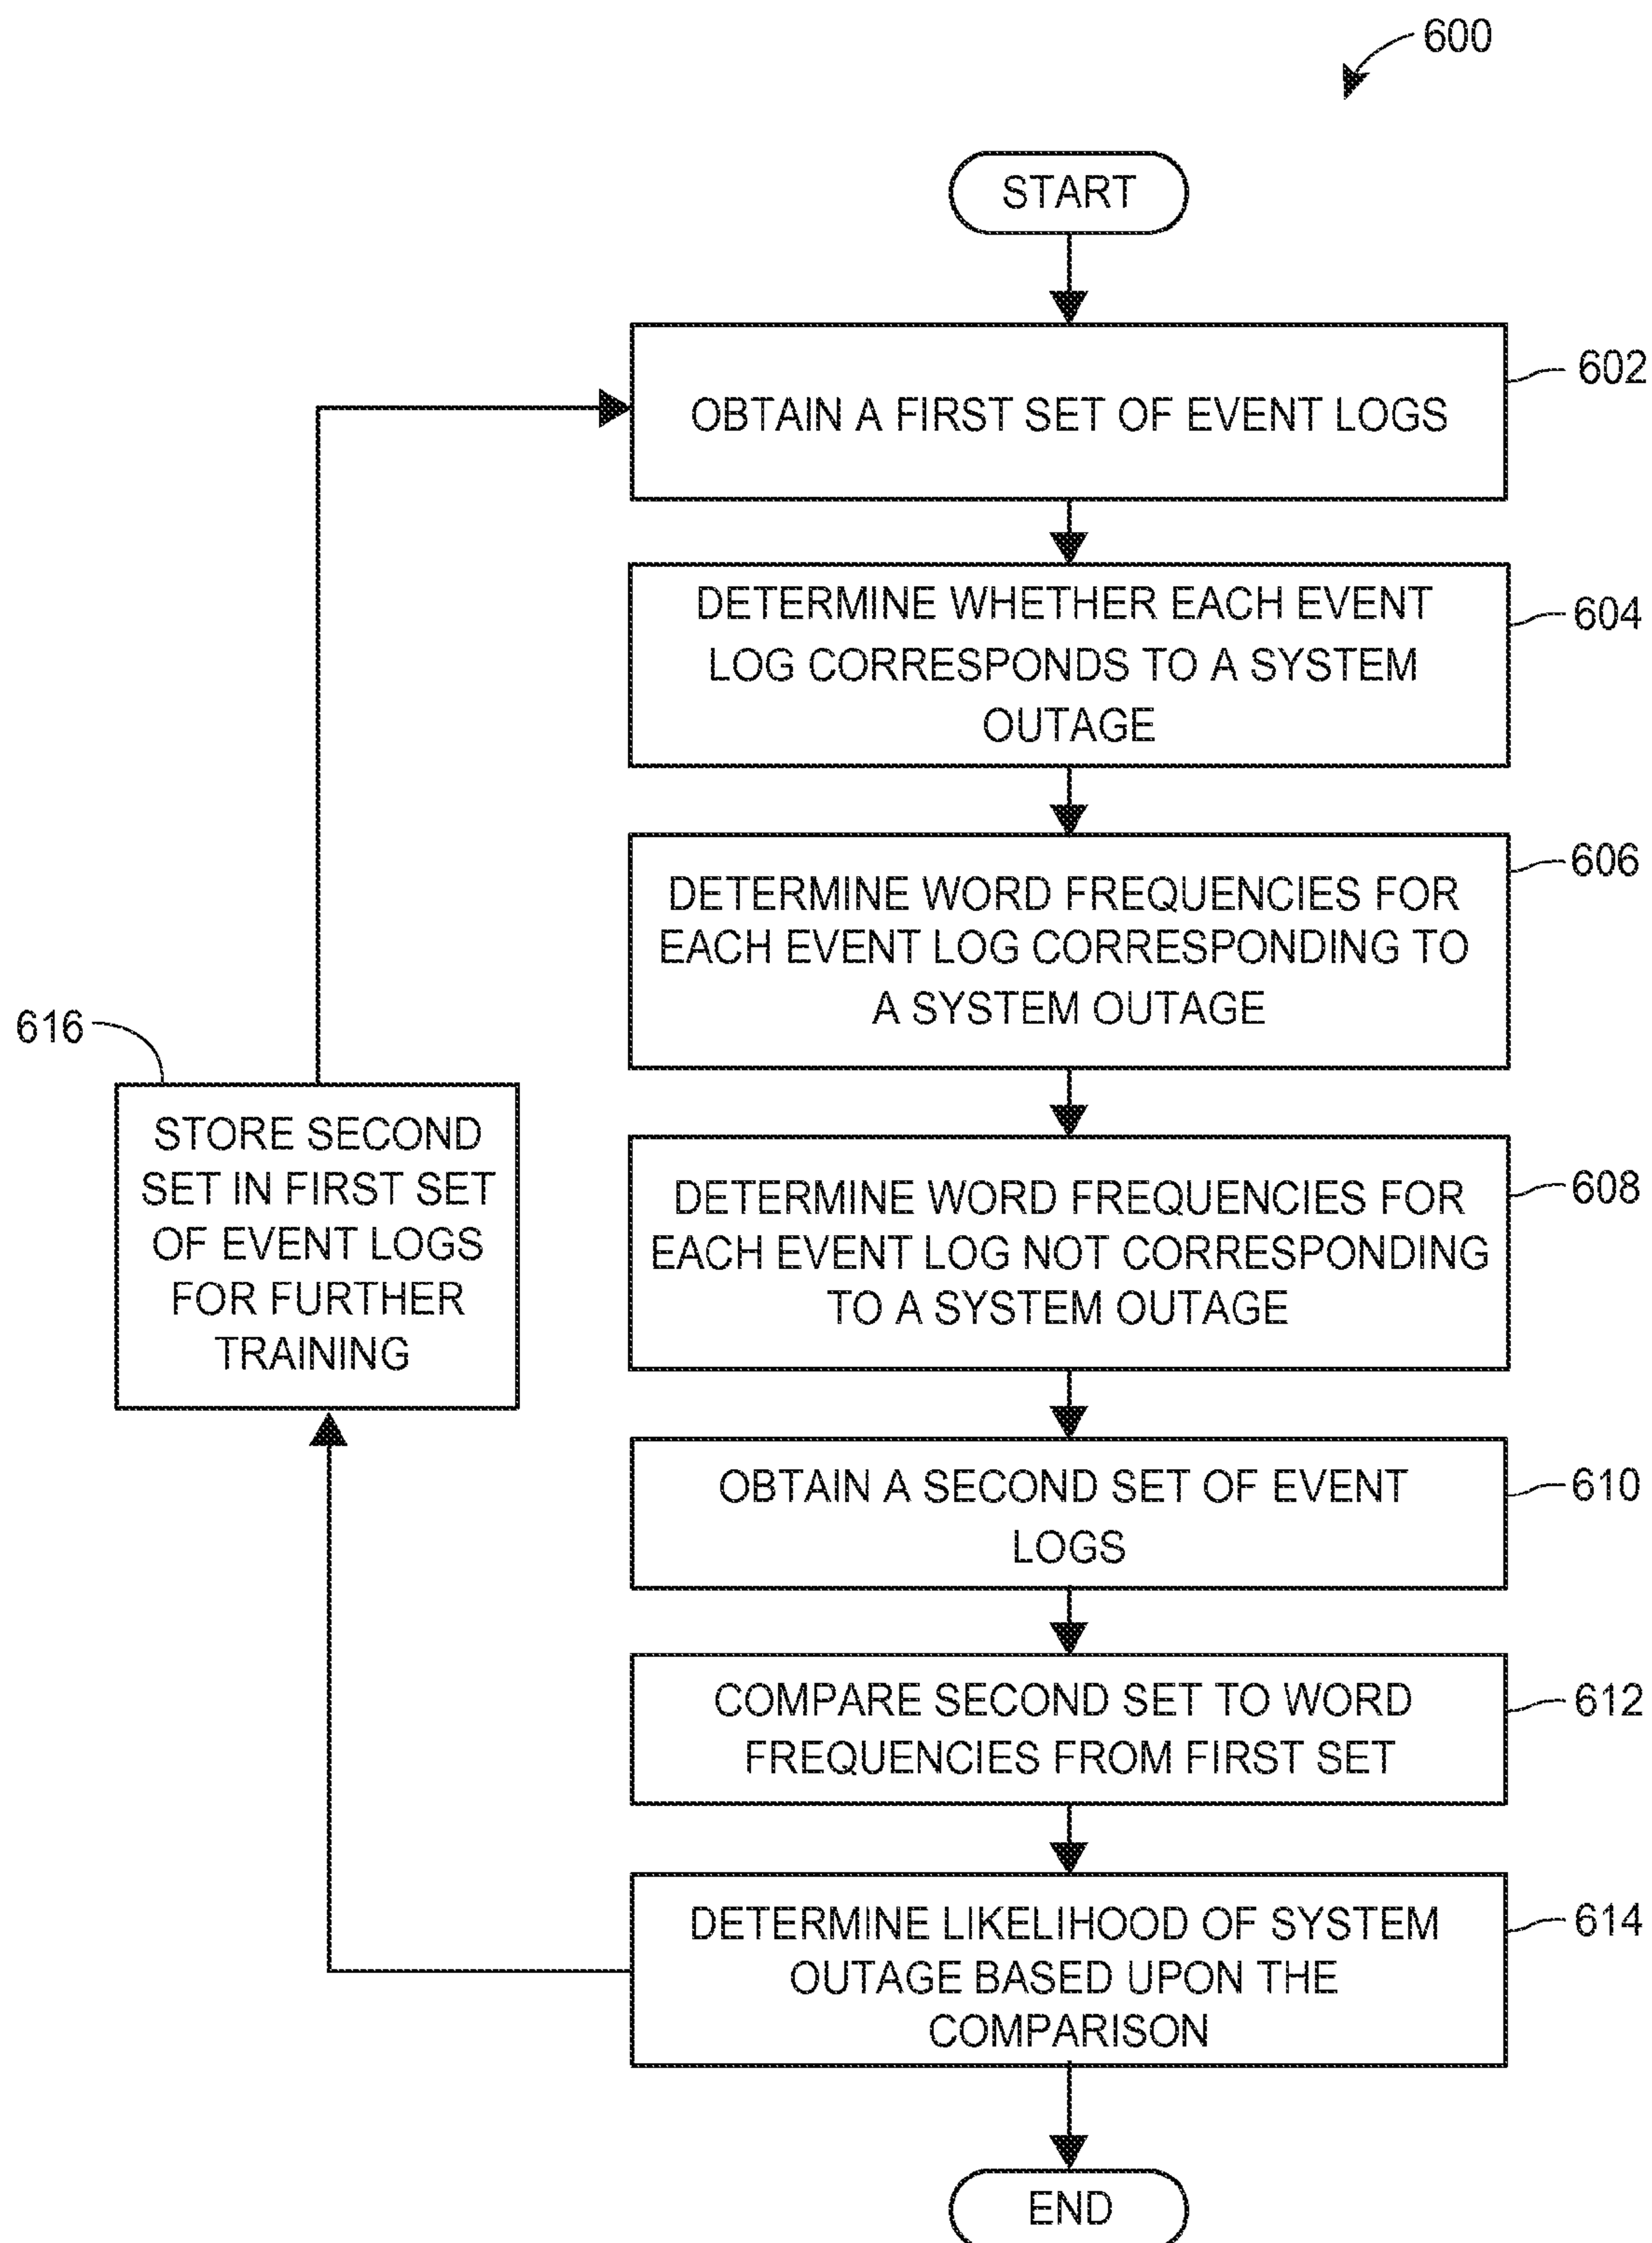 600
START
602
OBTAIN A FIRST SET OF EVENT LOGS
604
DETERMINE WHETHER EACH EVENT
LOG CORRESPONDS TO A SYSTEM
OUTAGE
606
DETERMINE WORD FREQUENCIES FOR
EACH EVENT LOG CORRESPONDING TO
A SYSTEM OUTAGE
608
DETERMINE WORD FREQUENCIES FOR
EACH EVENT LOG NOT CORRESPONDING
TO A SYSTEM OUTAGE
610
OBTAIN A SECOND SET OF EVENT
LOGS
612
COMPARE SECOND SET TO WORD
FREQUENCIES FROM FIRST SET
614
DETERMINE LIKELIHOOD OF SYSTEM
OUTAGE BASED UPON THE
COMPARISON
616
STORE SECOND
SET IN FIRST SET
OF EVENT LOGS
FOR FURTHER
TRAINING
END